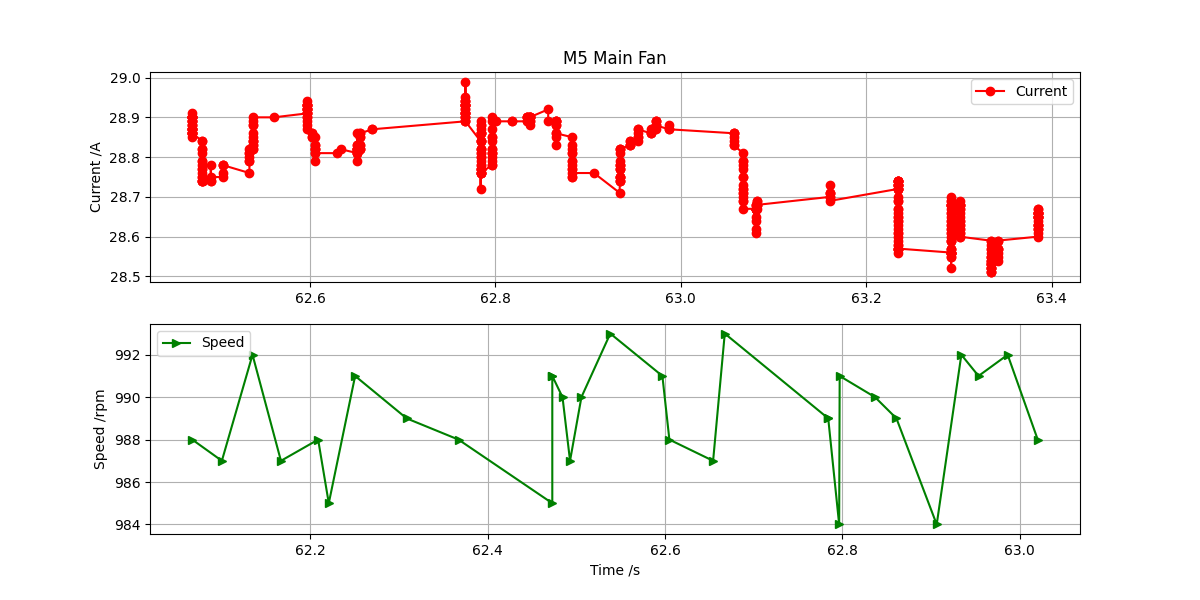 M5 Main Fan
Current /A
29.0
28.9
28.8
28.7
28.6
28.5
Current
62.6 62.8 63.0 63.2 63.4
Speed /rpm
992
990
988
986
984
Speed
62.2 62.4 62.6 62.8 63.0
Time /s